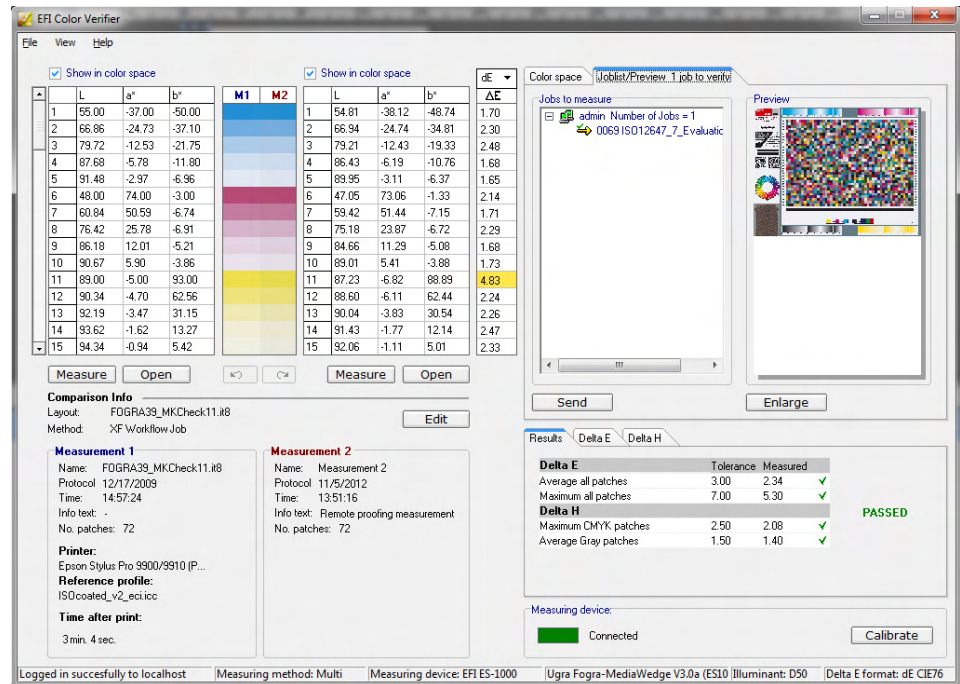 EFI Color Verifier
File View Help
Show in color space Show in color space dE
L a* b* M1 M2 L a* b* ΔE
1 55.00 -37.00 -50.00 1 54.81 -38.12 -48.74 1.70
2 66.86 -24.73 -37.10 2 66.94 -24.74 -34.81 2.30
3 79.72 -12.53 -21.75 3 79.21 -12.43 -19.33 2.48
4 87.68 -5.78 -11.80 4 86.43 -6.19 -10.76 1.68
5 91.48 -2.97 -6.96 5 89.95 -3.11 -6.37 1.65
6 48.00 74.00 -3.00 6 47.05 73.06 -1.33 2.14
7 60.84 50.59 -6.74 7 59.42 51.44 -7.15 1.71
8 76.42 25.78 -6.91 8 75.18 23.87 -6.72 2.29
9 86.18 12.01 -5.21 9 84.66 11.29 -5.08 1.68
10 90.67 5.90 -3.86 10 89.01 5.41 -3.88 1.73
11 89.00 -5.00 93.00 11 87.23 -6.82 88.89 4.83
12 90.34 -4.70 62.56 12 88.60 -6.11 62.44 2.24
13 92.19 -3.47 31.15 13 90.04 -3.83 30.54 2.26
14 93.62 -1.62 13.27 14 91.43 -1.77 12.14 2.47
15 94.34 -0.94 5.42 15 92.06 -1.11 5.01 2.33
Measure Open Measure Open
Comparison Info
Layout: FOGRA39_MKCheck11.it8
Method: XF Workflow Job
Edit
Measurement 1
Name: FOGRA39_MKCheck11.it8
Protocol 12/17/2009
Time: 14:57:24
Info text: -
No. patches: 72
Printer:
Epson Stylus Pro 9900/9910 (P...
Reference profile:
ISOcoated_v2_eci.icc
Time after print:
3 min. 4 sec.
Measurement 2
Name: Measurement 2
Protocol 11/5/2012
Time: 13:51:16
Info text: Remote proofing measurement
No. patches: 72
Color space Joblist/Preview 1 job to verify
Jobs to measure
admin Number of Jobs = 1
0069 ISO12647_7_Evaluatic
Preview
Send Enlarge
Results Delta E Delta H
Delta E Tolerance Measured
Average all patches 3.00 2.34
Maximum all patches 7.00 5.30
Delta H
Maximum CMYK patches 2.50 2.08
Average Gray patches 1.50 1.40
PASSED
Measuring device:
Connected
Calibrate
Logged in succesfully to localhost Measuring method: Multi Measuring device: EFI ES-1000 Ugra Fogra-MediaWedge V3.0a (ES10 Illuminant: D50 Delta E format: dE CIE76